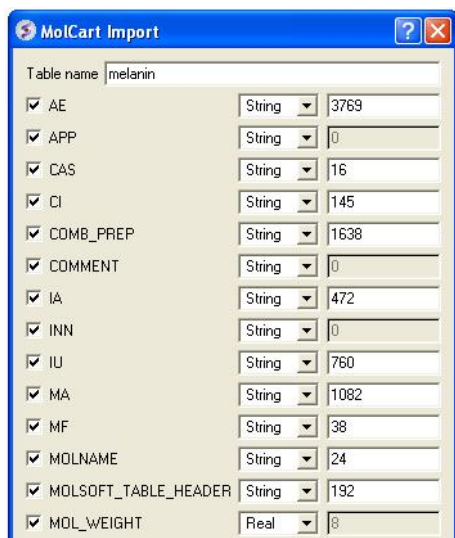 MolCart Import
Table name melanin
AE String 3769
APP String 0
CAS String 16
CI String 145
COMB_PREP String 1638
COMMENT String 0
IA String 472
INN String 0
IU String 760
MA String 1082
MF String 38
MOLNAME String 24
MOLSOFT_TABLE_HEADER String 192
MOL_WEIGHT Real 8